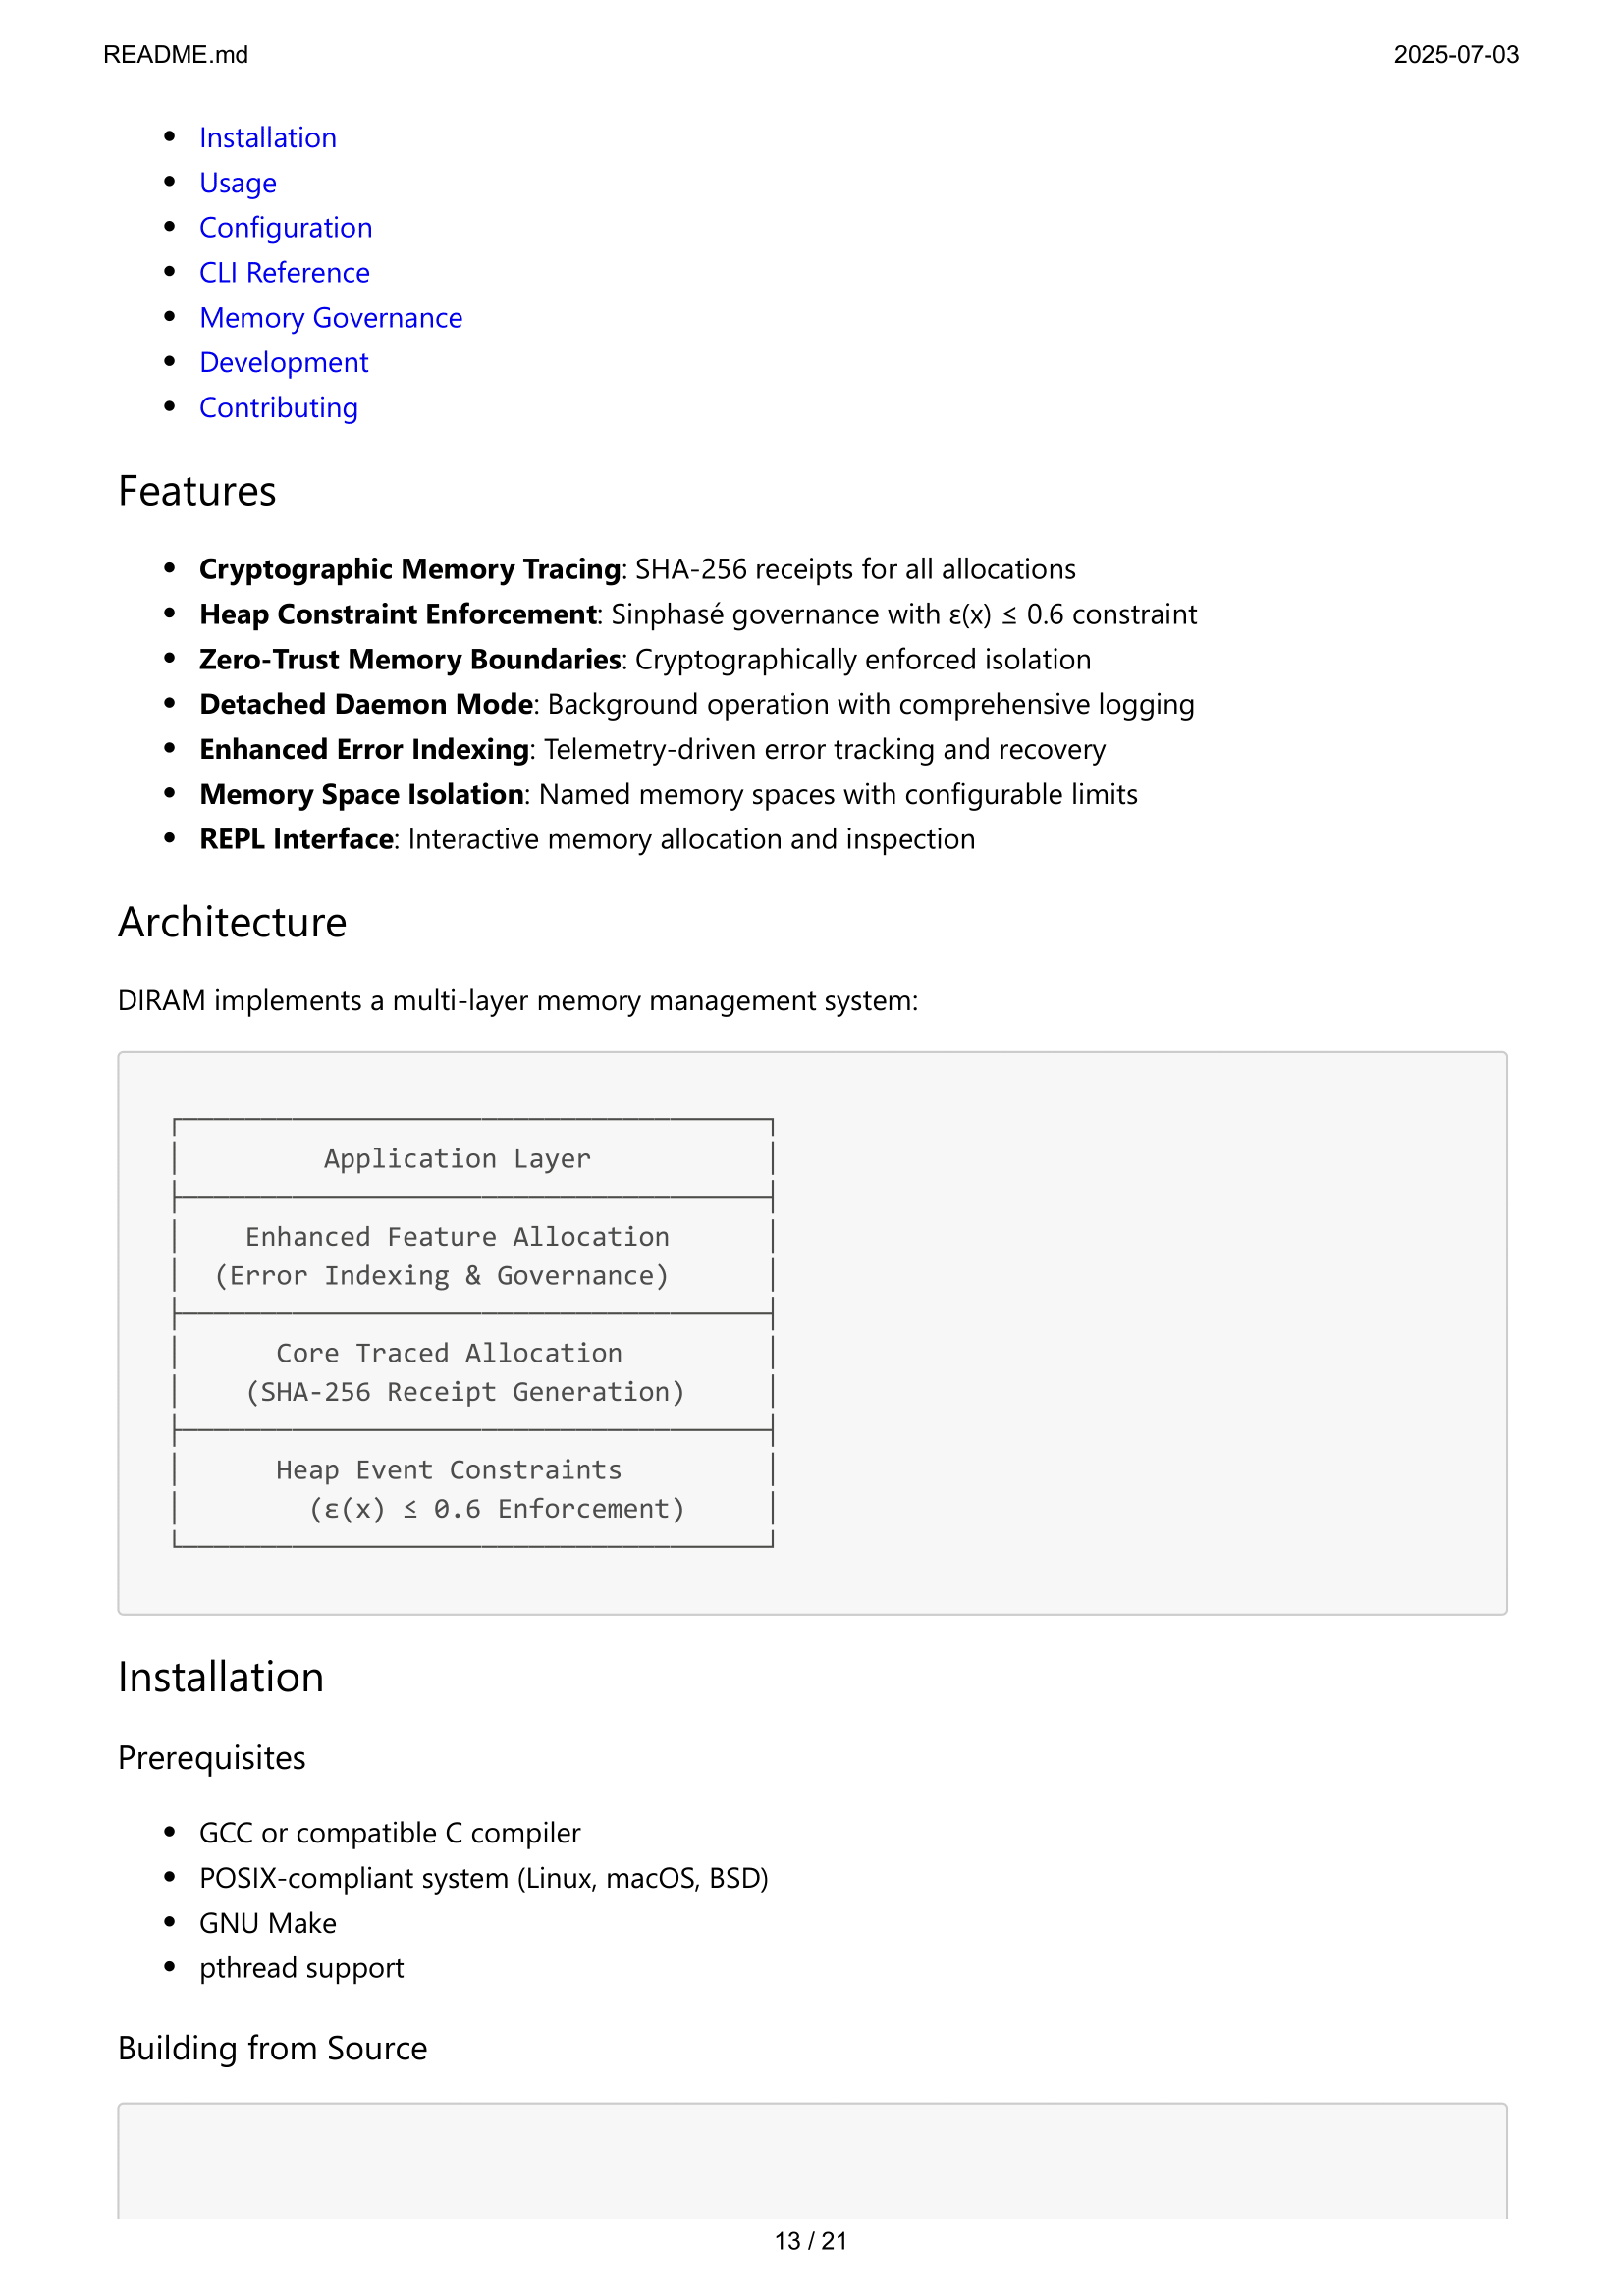 README.md
2025-07-03
Installation
Usage
Configuration
CLI Reference
Memory Governance
Development
Contributing
Features
Cryptographic Memory Tracing: SHA-256 receipts for all allocations
Heap Constraint Enforcement: Sinphasé governance with ε(x) ≤ 0.6 constraint
Zero-Trust Memory Boundaries: Cryptographically enforced isolation
Detached Daemon Mode: Background operation with comprehensive logging
Enhanced Error Indexing: Telemetry-driven error tracking and recovery
Memory Space Isolation: Named memory spaces with configurable limits
REPL Interface: Interactive memory allocation and inspection
Architecture
DIRAM implements a multi-layer memory management system:
Application Layer
Enhanced Feature Allocation
(Error Indexing & Governance)
Core Traced Allocation
(SHA-256 Receipt Generation)
Heap Event Constraints
(ε(x) ≤ 0.6 Enforcement)
Installation
Prerequisites
GCC or compatible C compiler
POSIX-compliant system (Linux, macOS, BSD)
GNU Make
pthread support
Building from Source
13 / 21